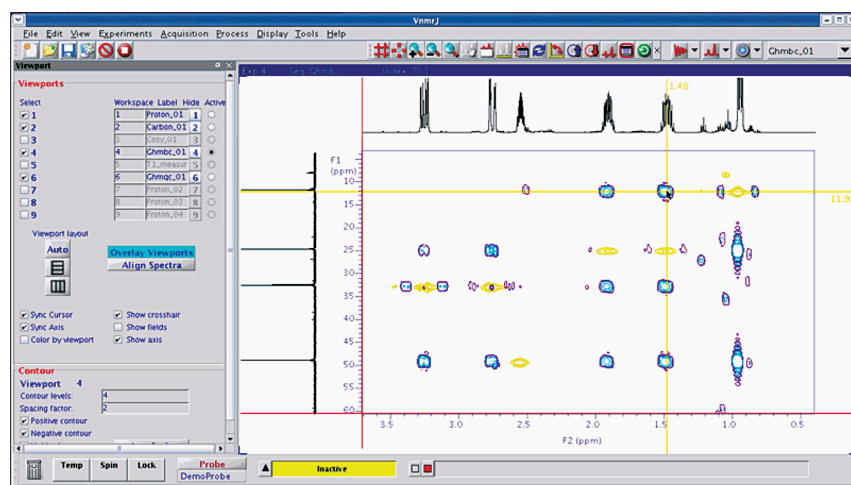 VnmrJ
File Edit View Experiments Acquisition Process Display Tools Help
Ghmbc_01
Viewport
Exp:4 Seq: Ghmbc Index
Viewports
Select Workspace Label Hide Active
1 1 Proton_01 1
2 2 Carbon_01 2
3 3 Cosy_01 3
4 4 Ghmbc_01 4
5 5 T1_measur 5
6 6 Ghmqc_01 6
7 7 Proton_02 7
8 8 Proton_03 8
9 9 Proton_04 9
Viewport layout
Auto
Overlay Viewports
Align Spectra
Sync Cursor Show crosshair
Sync Axis Show fields
Color by viewport Show axis
Contour
Viewport 4
Contour levels: 4
Spacing factor: 2
Positive contour
Negative contour
1.48
F1
(ppm)
10
11.9
15
20
25
30
35
40
45
50
55
60
3.5 3.0 2.5 2.0 1.5 1.0 0.5
F2 (ppm)
Temp Spin Lock Probe
DemoProbe
Inactive